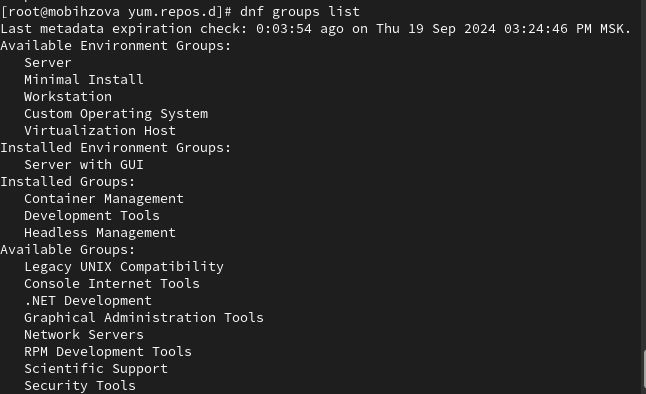 [root@mobihzova yum.repos.d]# dnf groups list
Last metadata expiration check: 0:03:54 ago on Thu 19 Sep 2024 03:24:46 PM MSK.
Available Environment Groups:
   Server
   Minimal Install
   Workstation
   Custom Operating System
   Virtualization Host
Installed Environment Groups:
   Server with GUI
Installed Groups:
   Container Management
   Development Tools
   Headless Management
Available Groups:
   Legacy UNIX Compatibility
   Console Internet Tools
   .NET Development
   Graphical Administration Tools
   Network Servers
   RPM Development Tools
   Scientific Support
   Security Tools